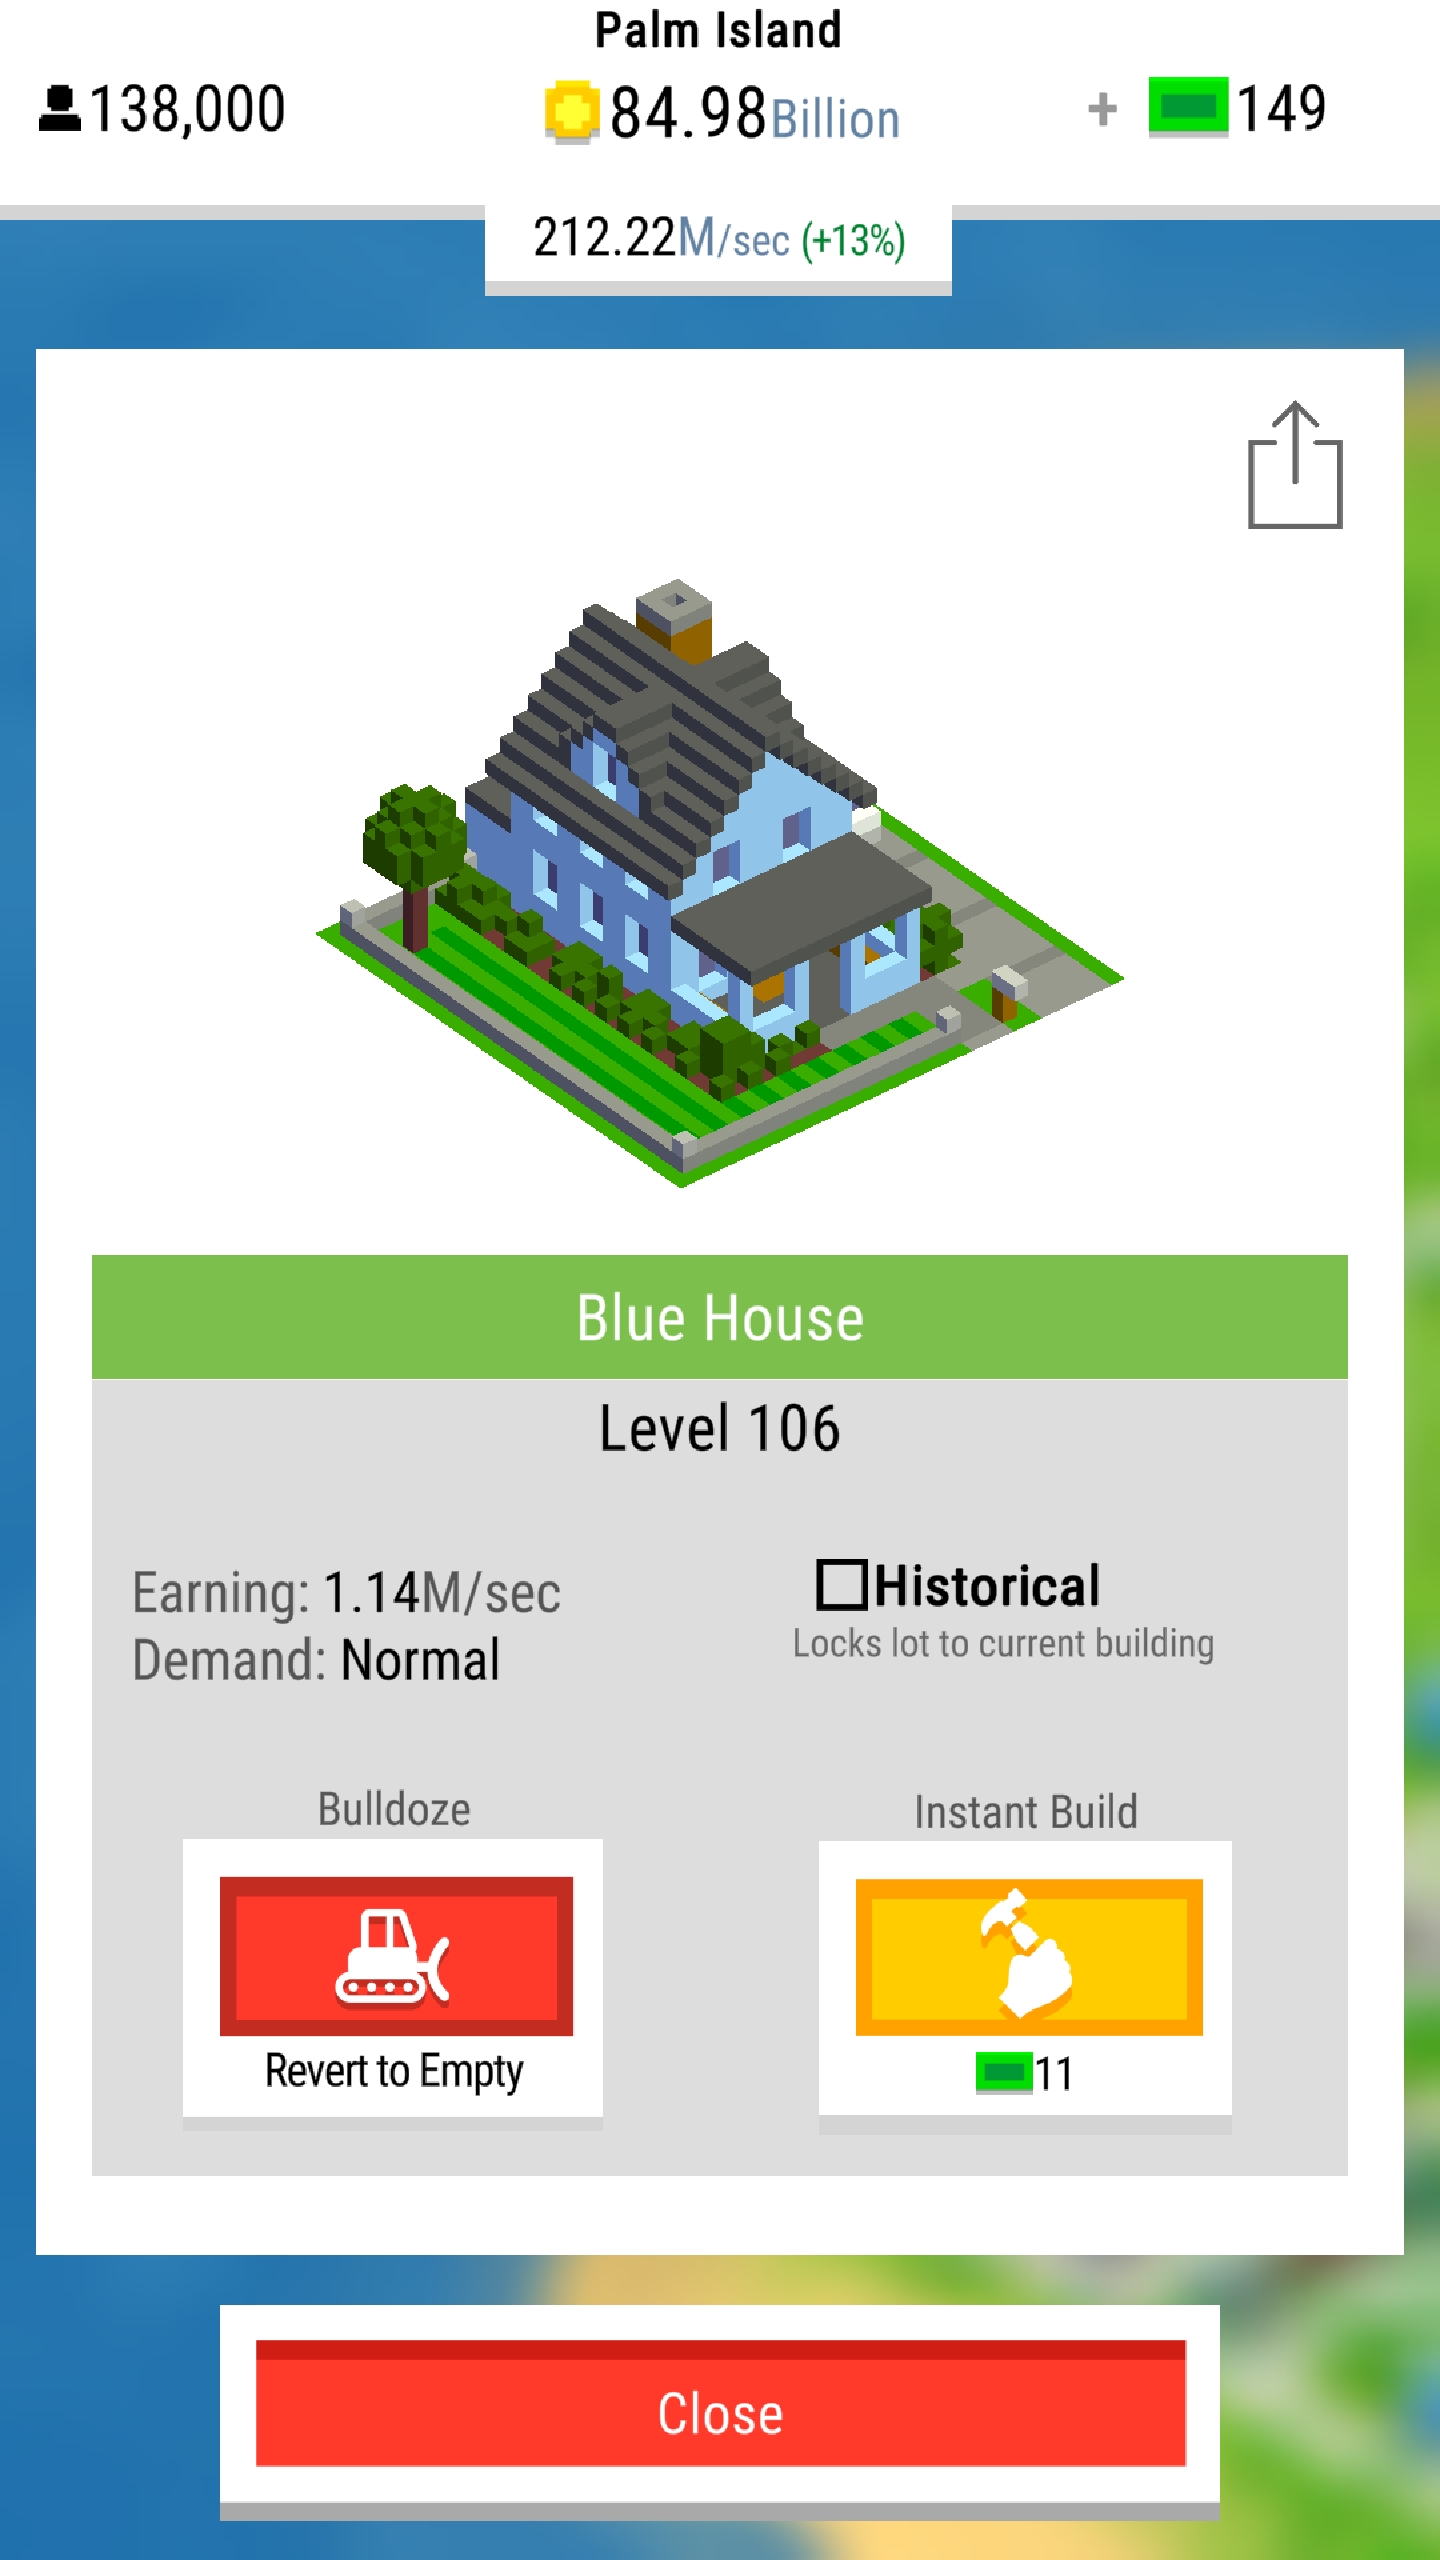 Palm Island
138,000
84.98Billion
+ 149
212.22M/sec (+13%)
Blue House
Level 106
Earning: 1.14M/sec
Demand: Normal
Historical
Locks lot to current building
Bulldoze
Revert to Empty
Instant Build
11
Close